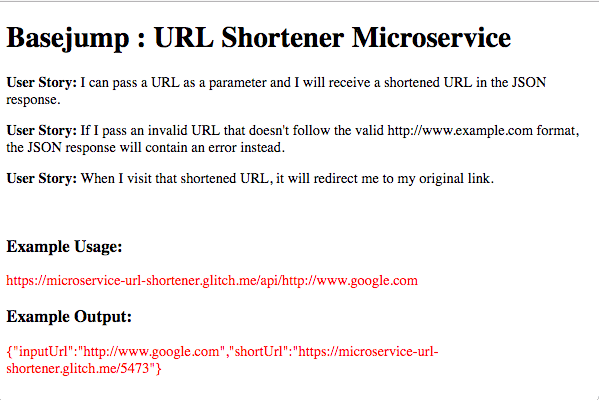 Basejump : URL Shortener Microservice
User Story: I can pass a URL as a parameter and I will receive a shortened URL in the JSON
response.
User Story: If I pass an invalid URL that doesn't follow the valid http://www.example.com format,
the JSON response will contain an error instead.
User Story: When I visit that shortened URL, it will redirect me to my original link.
Example Usage:
https://microservice-url-shortener.glitch.me/api/http://www.google.com
Example Output:
{"inputUrl":"http://www.google.com","shortUrl":"https://microservice-url-
shortener.glitch.me/5473"}